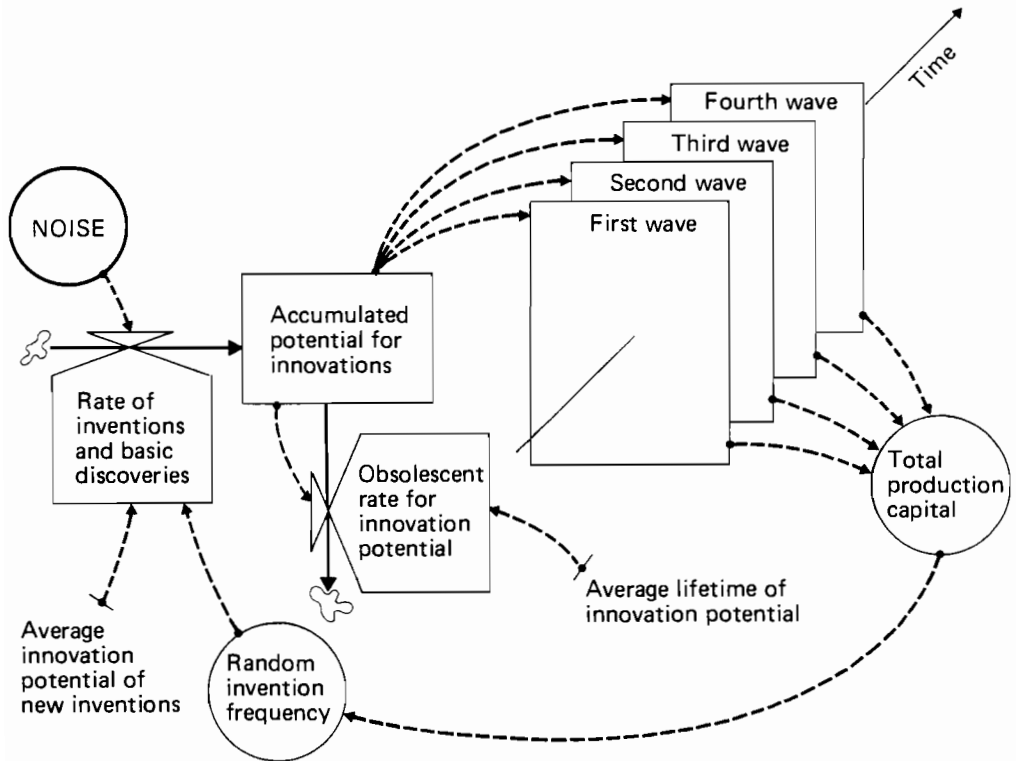 Time
Fourth wave
Third wave
Second wave
First wave
NOISE
Accumulated
potential for
innovations
Rate of
inventions
and basic
discoveries
Obsolescent
rate for
innovation
potential
Total
production
capital
Average lifetime of
innovation potential
Average
innovation
potential of
new inventions
Random
invention
frequency